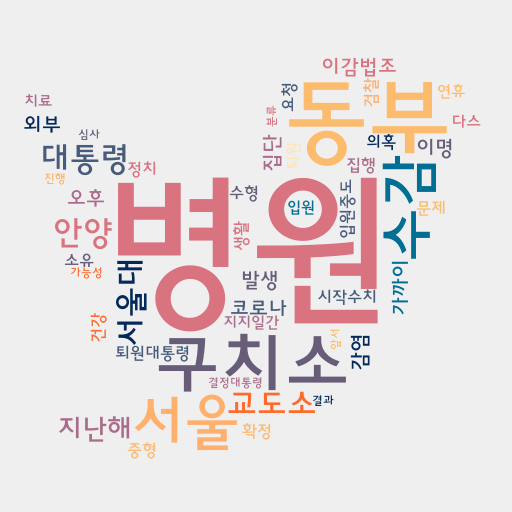 이감법조
치료
요청
검찰
연휴
동부
분류
외부
심사
다스
대통령
정치
집단
퇴원
의혹
이명
진행
집행
수감
오후
수형
병원
입원
입원중도
문제
안양
생활
소유
가능성
서울대
발생
가까이
시작수치
코로나
건강
지지일간
퇴원대통령
구치소
앞서
감염
결정대통령
교도소
결과
지난해
서울
확정
중형